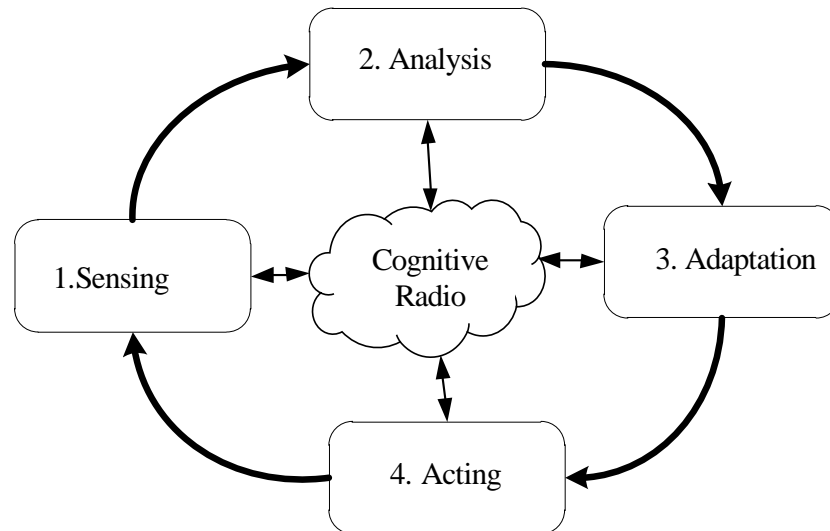 2. Analysis
1.Sensing
Cognitive
Radio
3. Adaptation
4. Acting